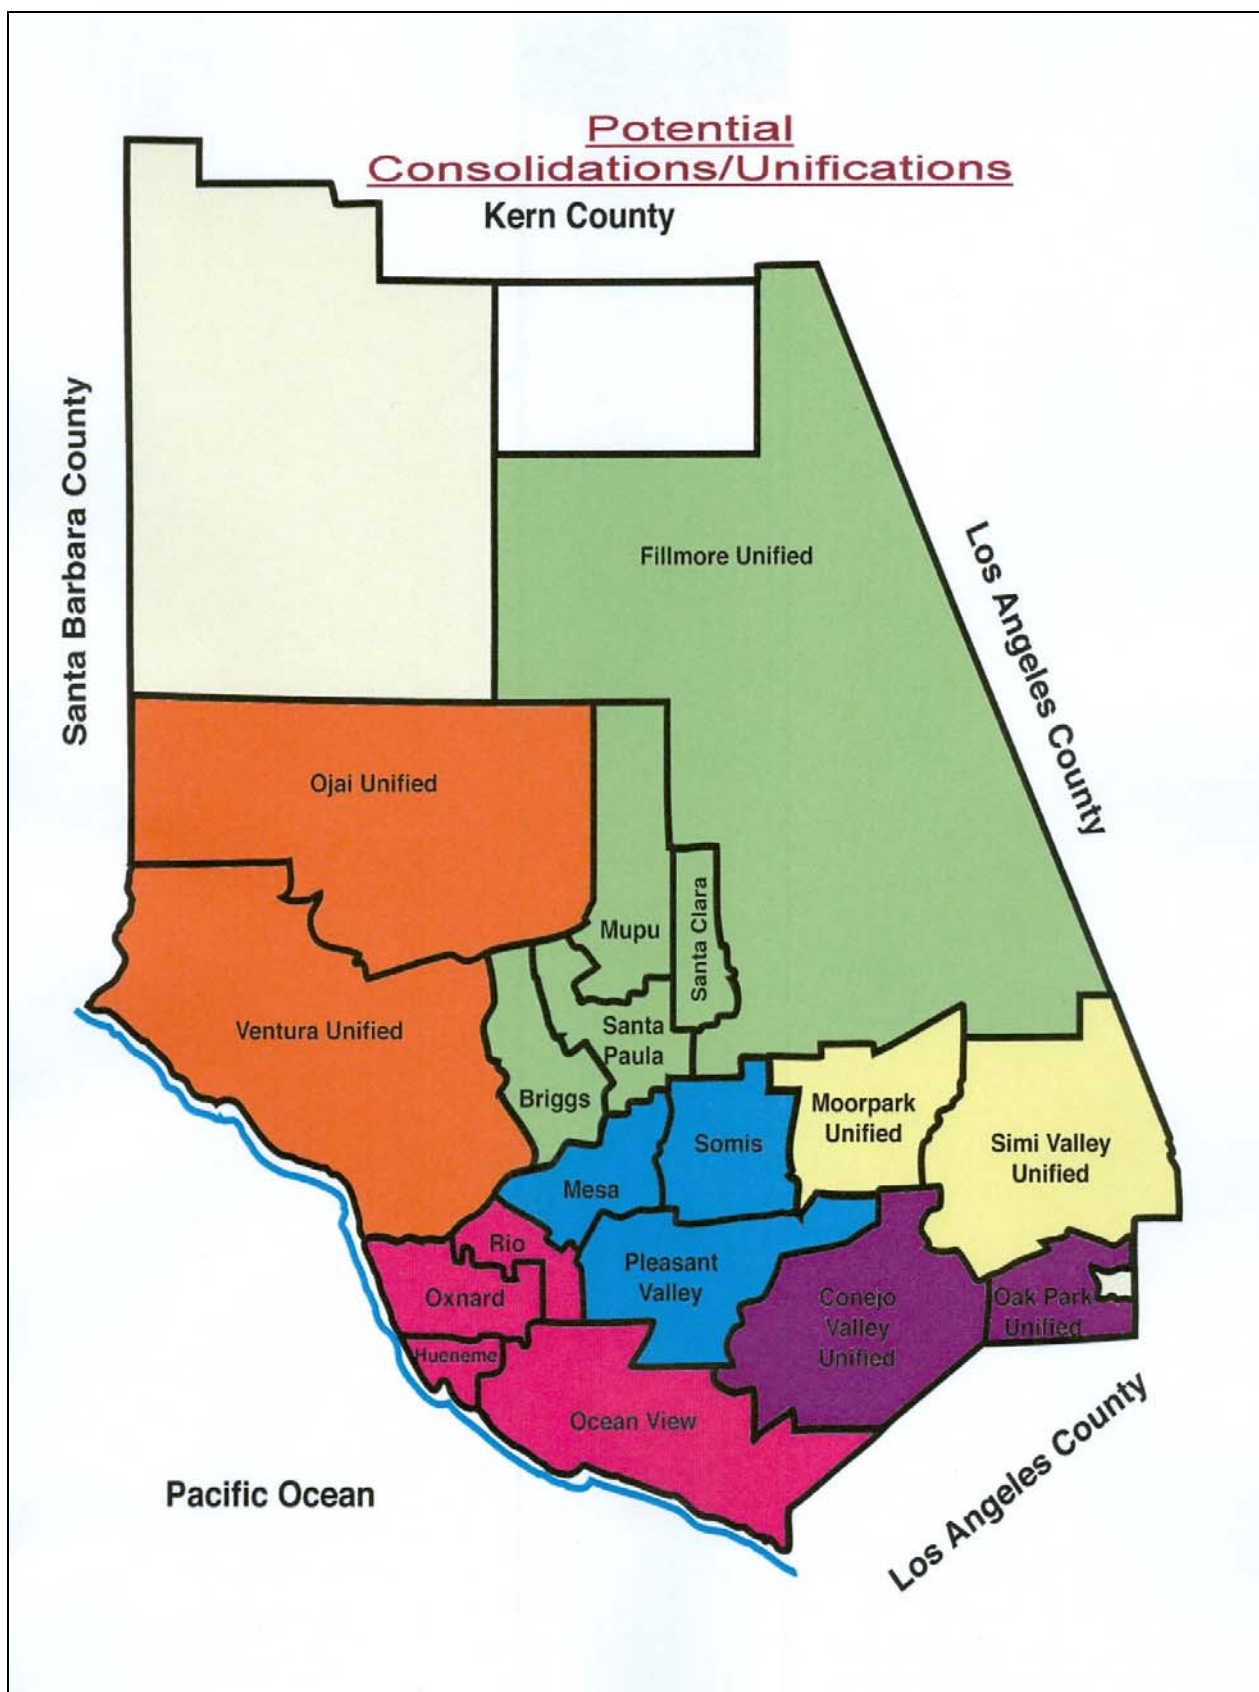 Potential
Consolidations/Unifications
Kern County
Santa Barbara County
Los Angeles County
Fillmore Unified
Ojai Unified
Mupu
Santa Clara
Ventura Unified
Santa
Paula
Briggs
Moorpark
Unified
Somis
Simi Valley
Unified
Mesa
Rio
Pleasant
Valley
Oxnard
Conejo
Valley
Unified
Oak Park
Unified
Hueneme
Ocean View
Pacific Ocean
Los Angeles County